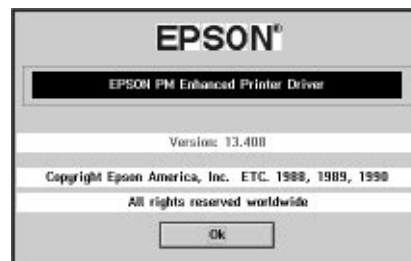 EPSON®
EPSON PM Enhanced Printer Driver
Version: 13.408
Copyright Epson America, Inc. ETC. 1988, 1989, 1990
All rights reserved worldwide
Ok